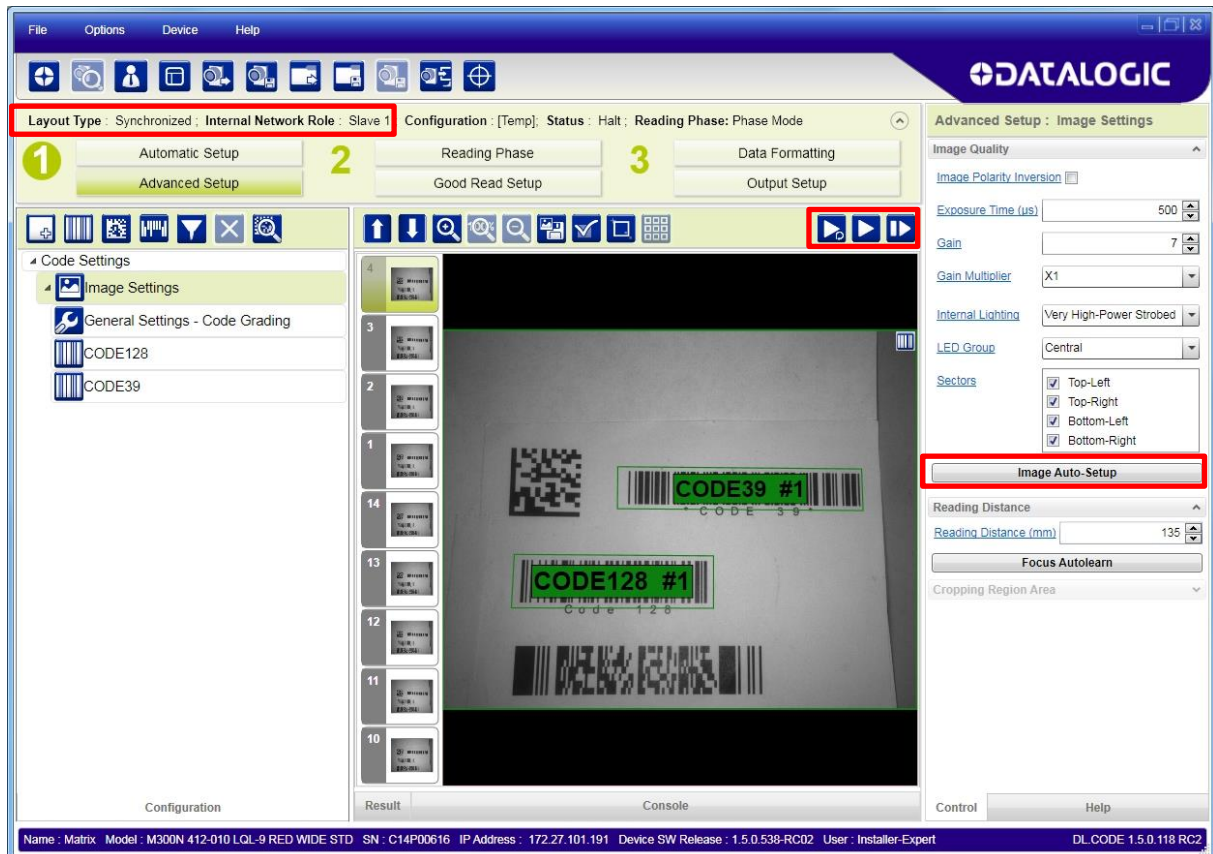 File Options Device Help
DATALOGIC
Layout Type : Synchronized ; Internal Network Role : Slave 1 Configuration : [Temp]; Status : Halt ; Reading Phase: Phase Mode
1 Automatic Setup 2 Reading Phase 3 Data Formatting
Advanced Setup Good Read Setup Output Setup
Code Settings
Image Settings
General Settings - Code Grading
CODE128
CODE39
Configuration
100%
4
3
2
1
14
13
12
11
10
CODE39 #1
* C O D E 3 9 *
CODE128 #1
C o d e 1 2 8
Result Console
Advanced Setup : Image Settings
Image Quality
Image Polarity Inversion
Exposure Time (µs) 500
Gain 7
Gain Multiplier X1
Internal Lighting Very High-Power Strobed
LED Group Central
Sectors Top-Left
Top-Right
Bottom-Left
Bottom-Right
Image Auto-Setup
Reading Distance
Reading Distance (mm) 135
Focus Autolearn
Cropping Region Area
Control Help
Name : Matrix Model : M300N 412-010 LQL-9 RED WIDE STD SN : C14P00616 IP Address : 172.27.101.191 Device SW Release : 1.5.0.538-RC02 User : Installer-Expert DL.CODE 1.5.0.118 RC2